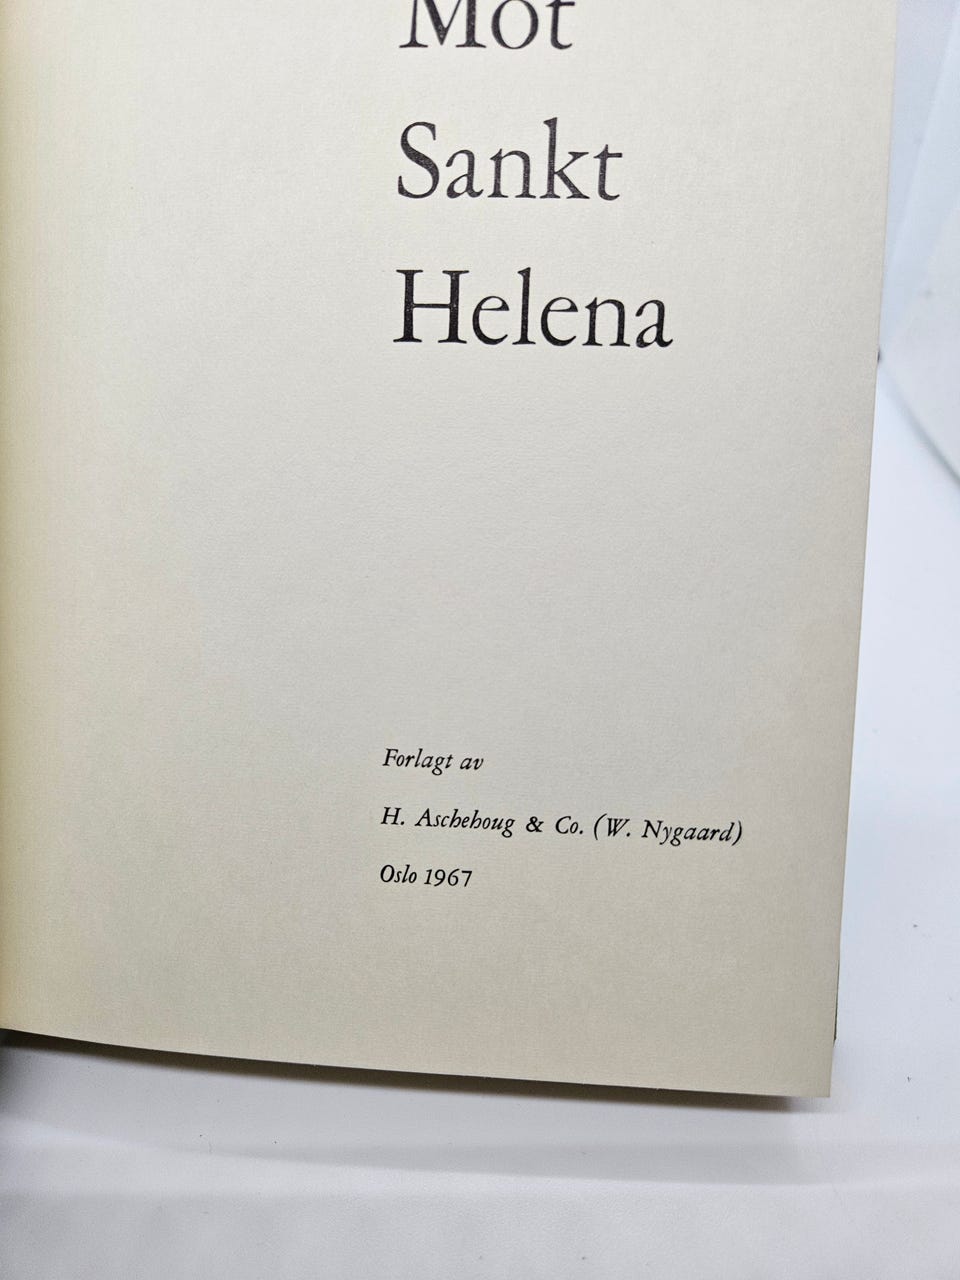 Mot
Sankt
Helena
Forlagt av
H. Aschehoug & Co. (W. Nygaard)
Oslo 1967